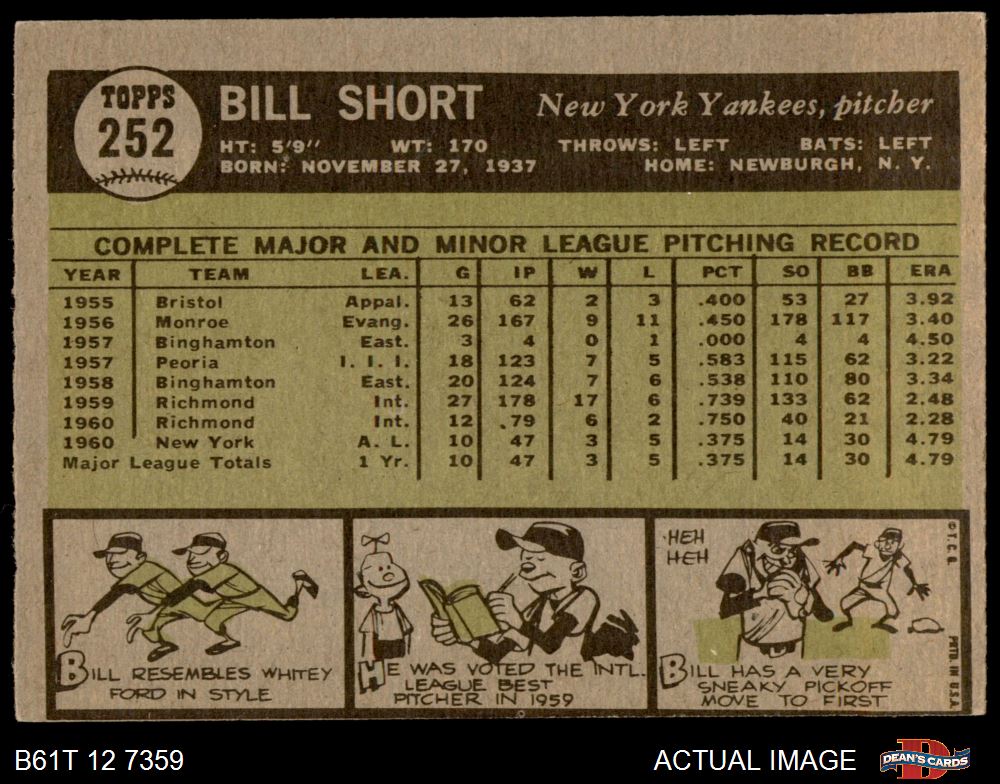 TOPPS
252
BILL SHORT New York Yankees, pitcher
HT: 5'9" WT: 170 THROWS: LEFT BATS: LEFT
BORN: NOVEMBER 27, 1937 HOME: NEWBURGH, N. Y.
COMPLETE MAJOR AND MINOR LEAGUE PITCHING RECORD
YEAR TEAM LEA. G IP W L PCT SO BB ERA
1955 Bristol Appal. 13 62 2 3 .400 53 27 3.92
1956 Monroe Evang. 26 167 9 11 .450 178 117 3.40
1957 Binghamton East. 3 4 0 1 .000 4 4 4.50
1957 Peoria I. I. I. 18 123 7 5 .583 115 62 3.22
1958 Binghamton East. 20 124 7 6 .538 110 80 3.34
1959 Richmond Int. 27 178 17 6 .739 133 62 2.48
1960 Richmond Int. 12 79 6 2 .750 40 21 2.28
1960 New York A. L. 10 47 3 5 .375 14 30 4.79
Major League Totals 1 Yr. 10 47 3 5 .375 14 30 4.79
BILL RESEMBLES WHITEY
FORD IN STYLE
HE WAS VOTED THE INTL.
LEAGUE BEST
PITCHER IN 1959
HEH
HEH
BILL HAS A VERY
SNEAKY PICKOFF
MOVE TO FIRST
© T. C. G. PRTD. IN U.S.A.
B61T 12 7359 ACTUAL IMAGE
DEAN'S CARDS